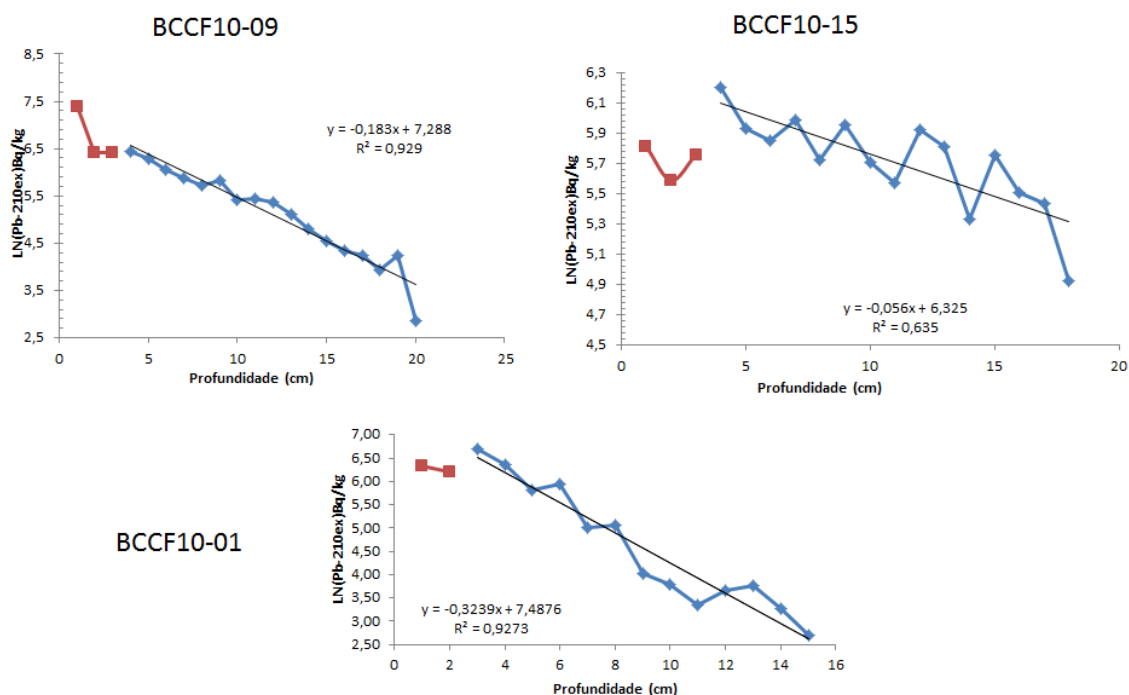 BCCF10-09
8,5
7,5
6,5
5,5
4,5
3,5
2,5
LN(Pb-210ex)Bq/kg
y = -0,183x + 7,288
R² = 0,929
0 5 10 15 20 25
Profundidade (cm)
BCCF10-15
6,3
6,1
5,9
5,7
5,5
5,3
5,1
4,9
4,7
4,5
LN(Pb-210ex)Bq/kg
y = -0,056x + 6,325
R² = 0,635
0 5 10 15 20
Profundidade (cm)
BCCF10-01
7,00
6,50
6,00
5,50
5,00
4,50
4,00
3,50
3,00
2,50
LN(Pb-210ex)Bq/kg
y = -0,3239x + 7,4876
R² = 0,9273
0 2 4 6 8 10 12 14 16
Profundidade (cm)